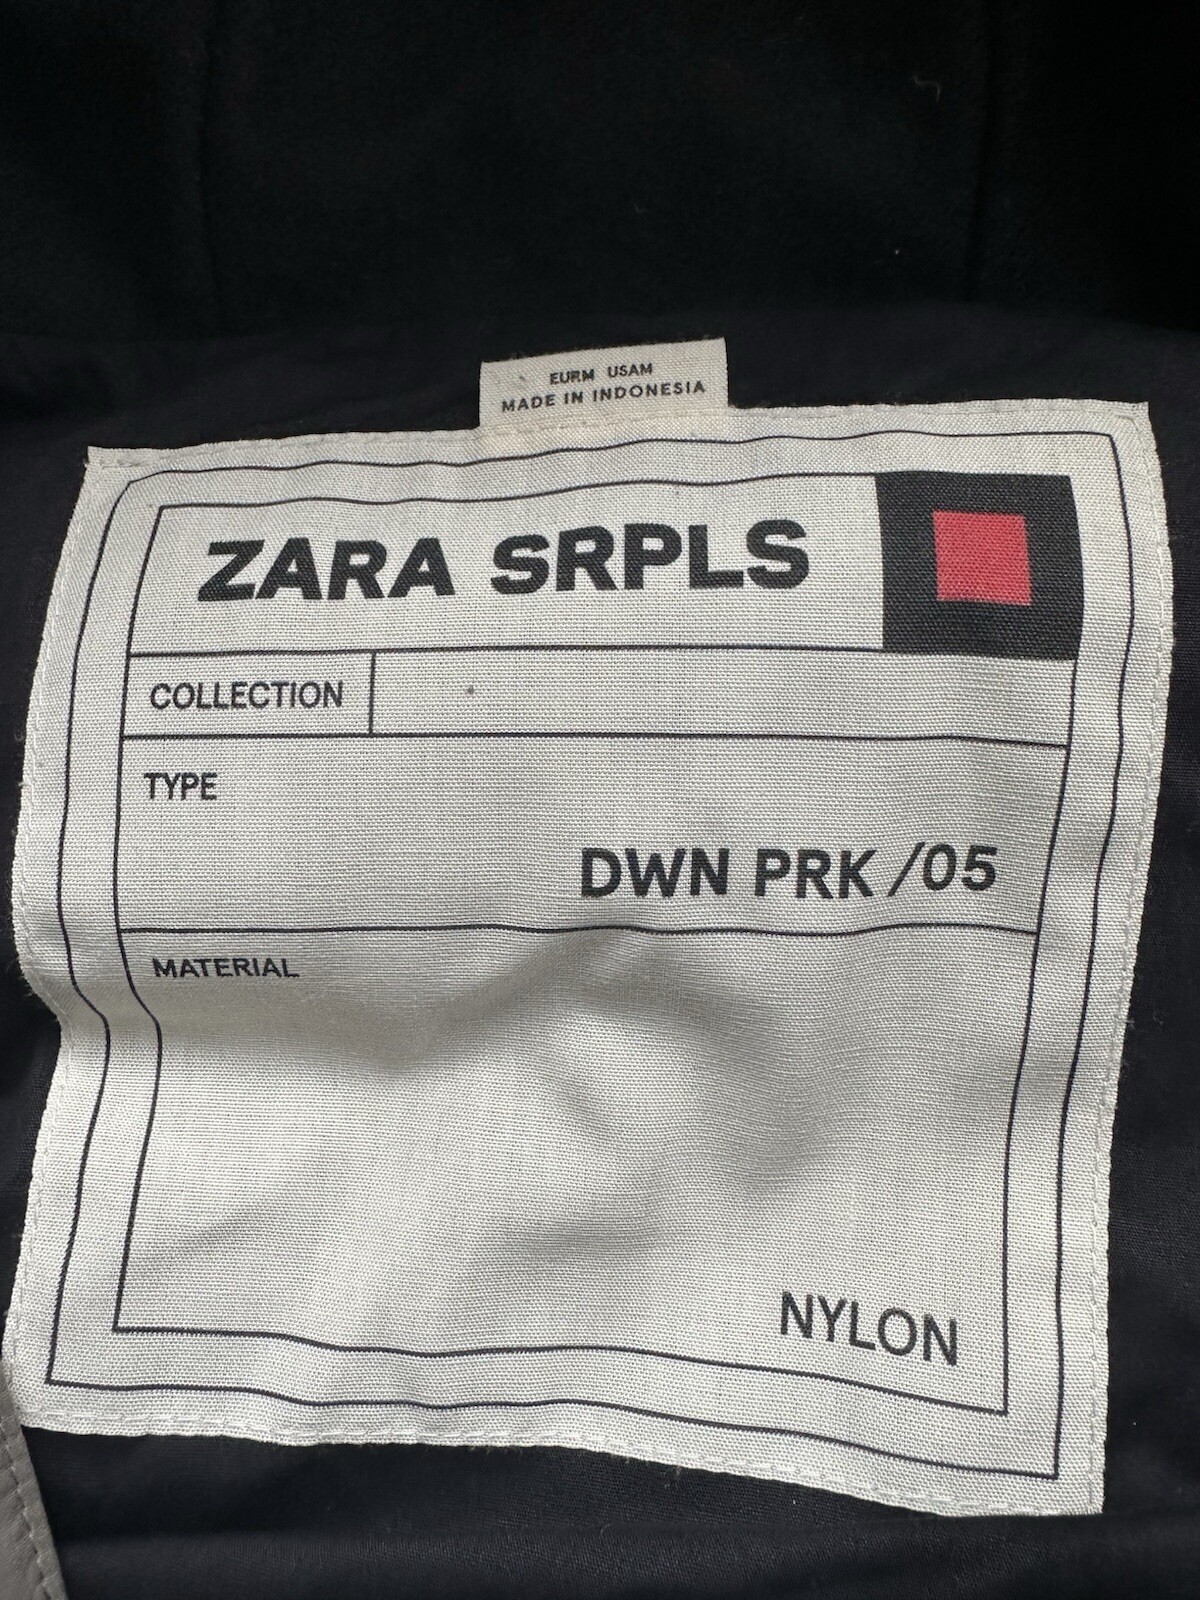 EURM USAM
MADE IN INDONESIA
ZARA SRPLS
COLLECTION
TYPE
DWN PRK /05
MATERIAL
NYLON